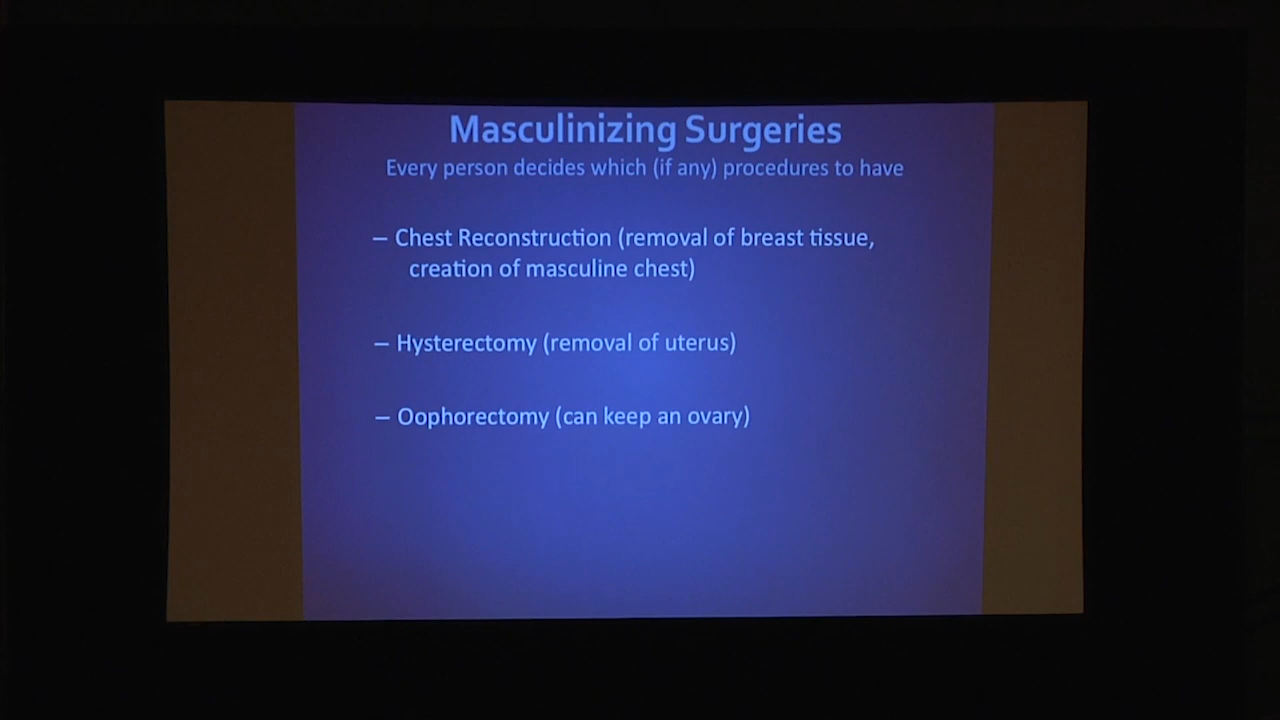 Masculinizing Surgeries
Every person decides which (if any) procedures to have
– Chest Reconstruction (removal of breast tissue,
creation of masculine chest)
– Hysterectomy (removal of uterus)
– Oophorectomy (can keep an ovary)